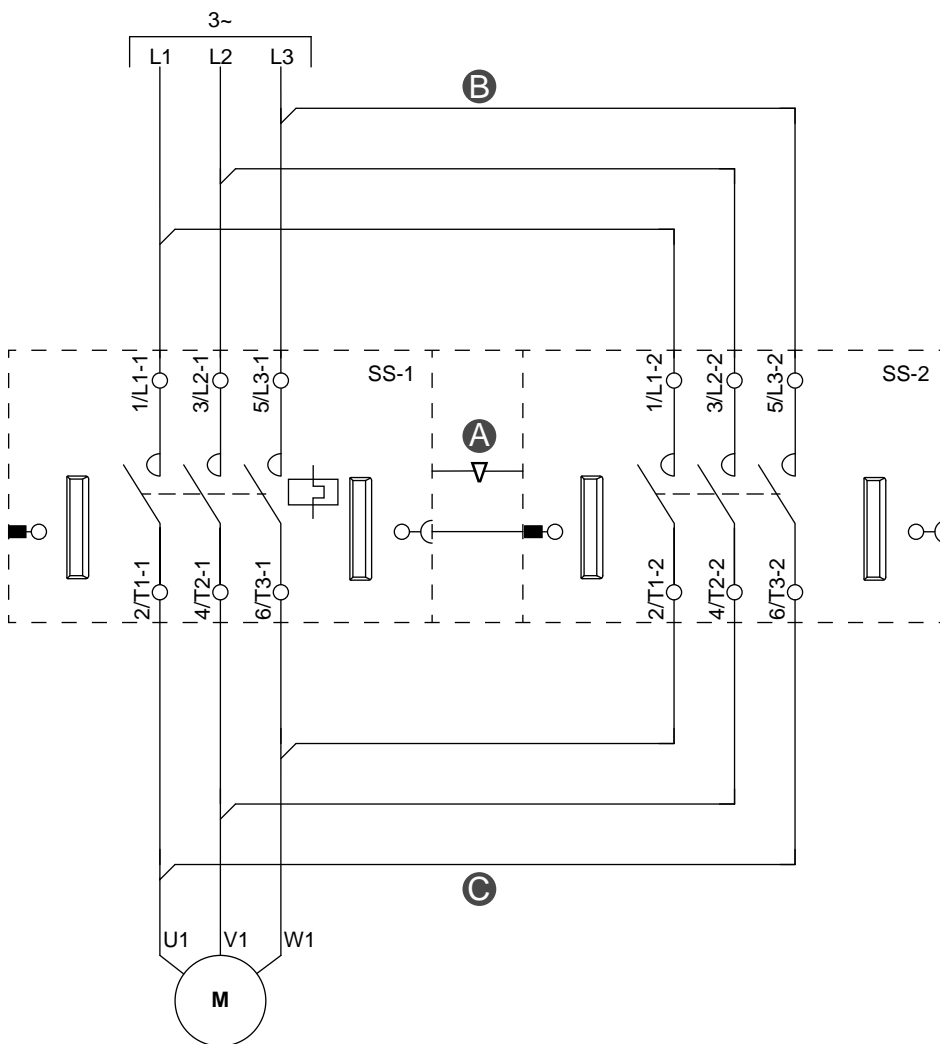 3~
L1 L2 L3
B
1/L1-1 3/L2-1 5/L3-1 SS-1 1/L1-2 3/L2-2 5/L3-2 SS-2
A
2/T1-1 4/T2-1 6/T3-1 2/T1-2 4/T2-2 6/T3-2
C
U1 V1 W1
M